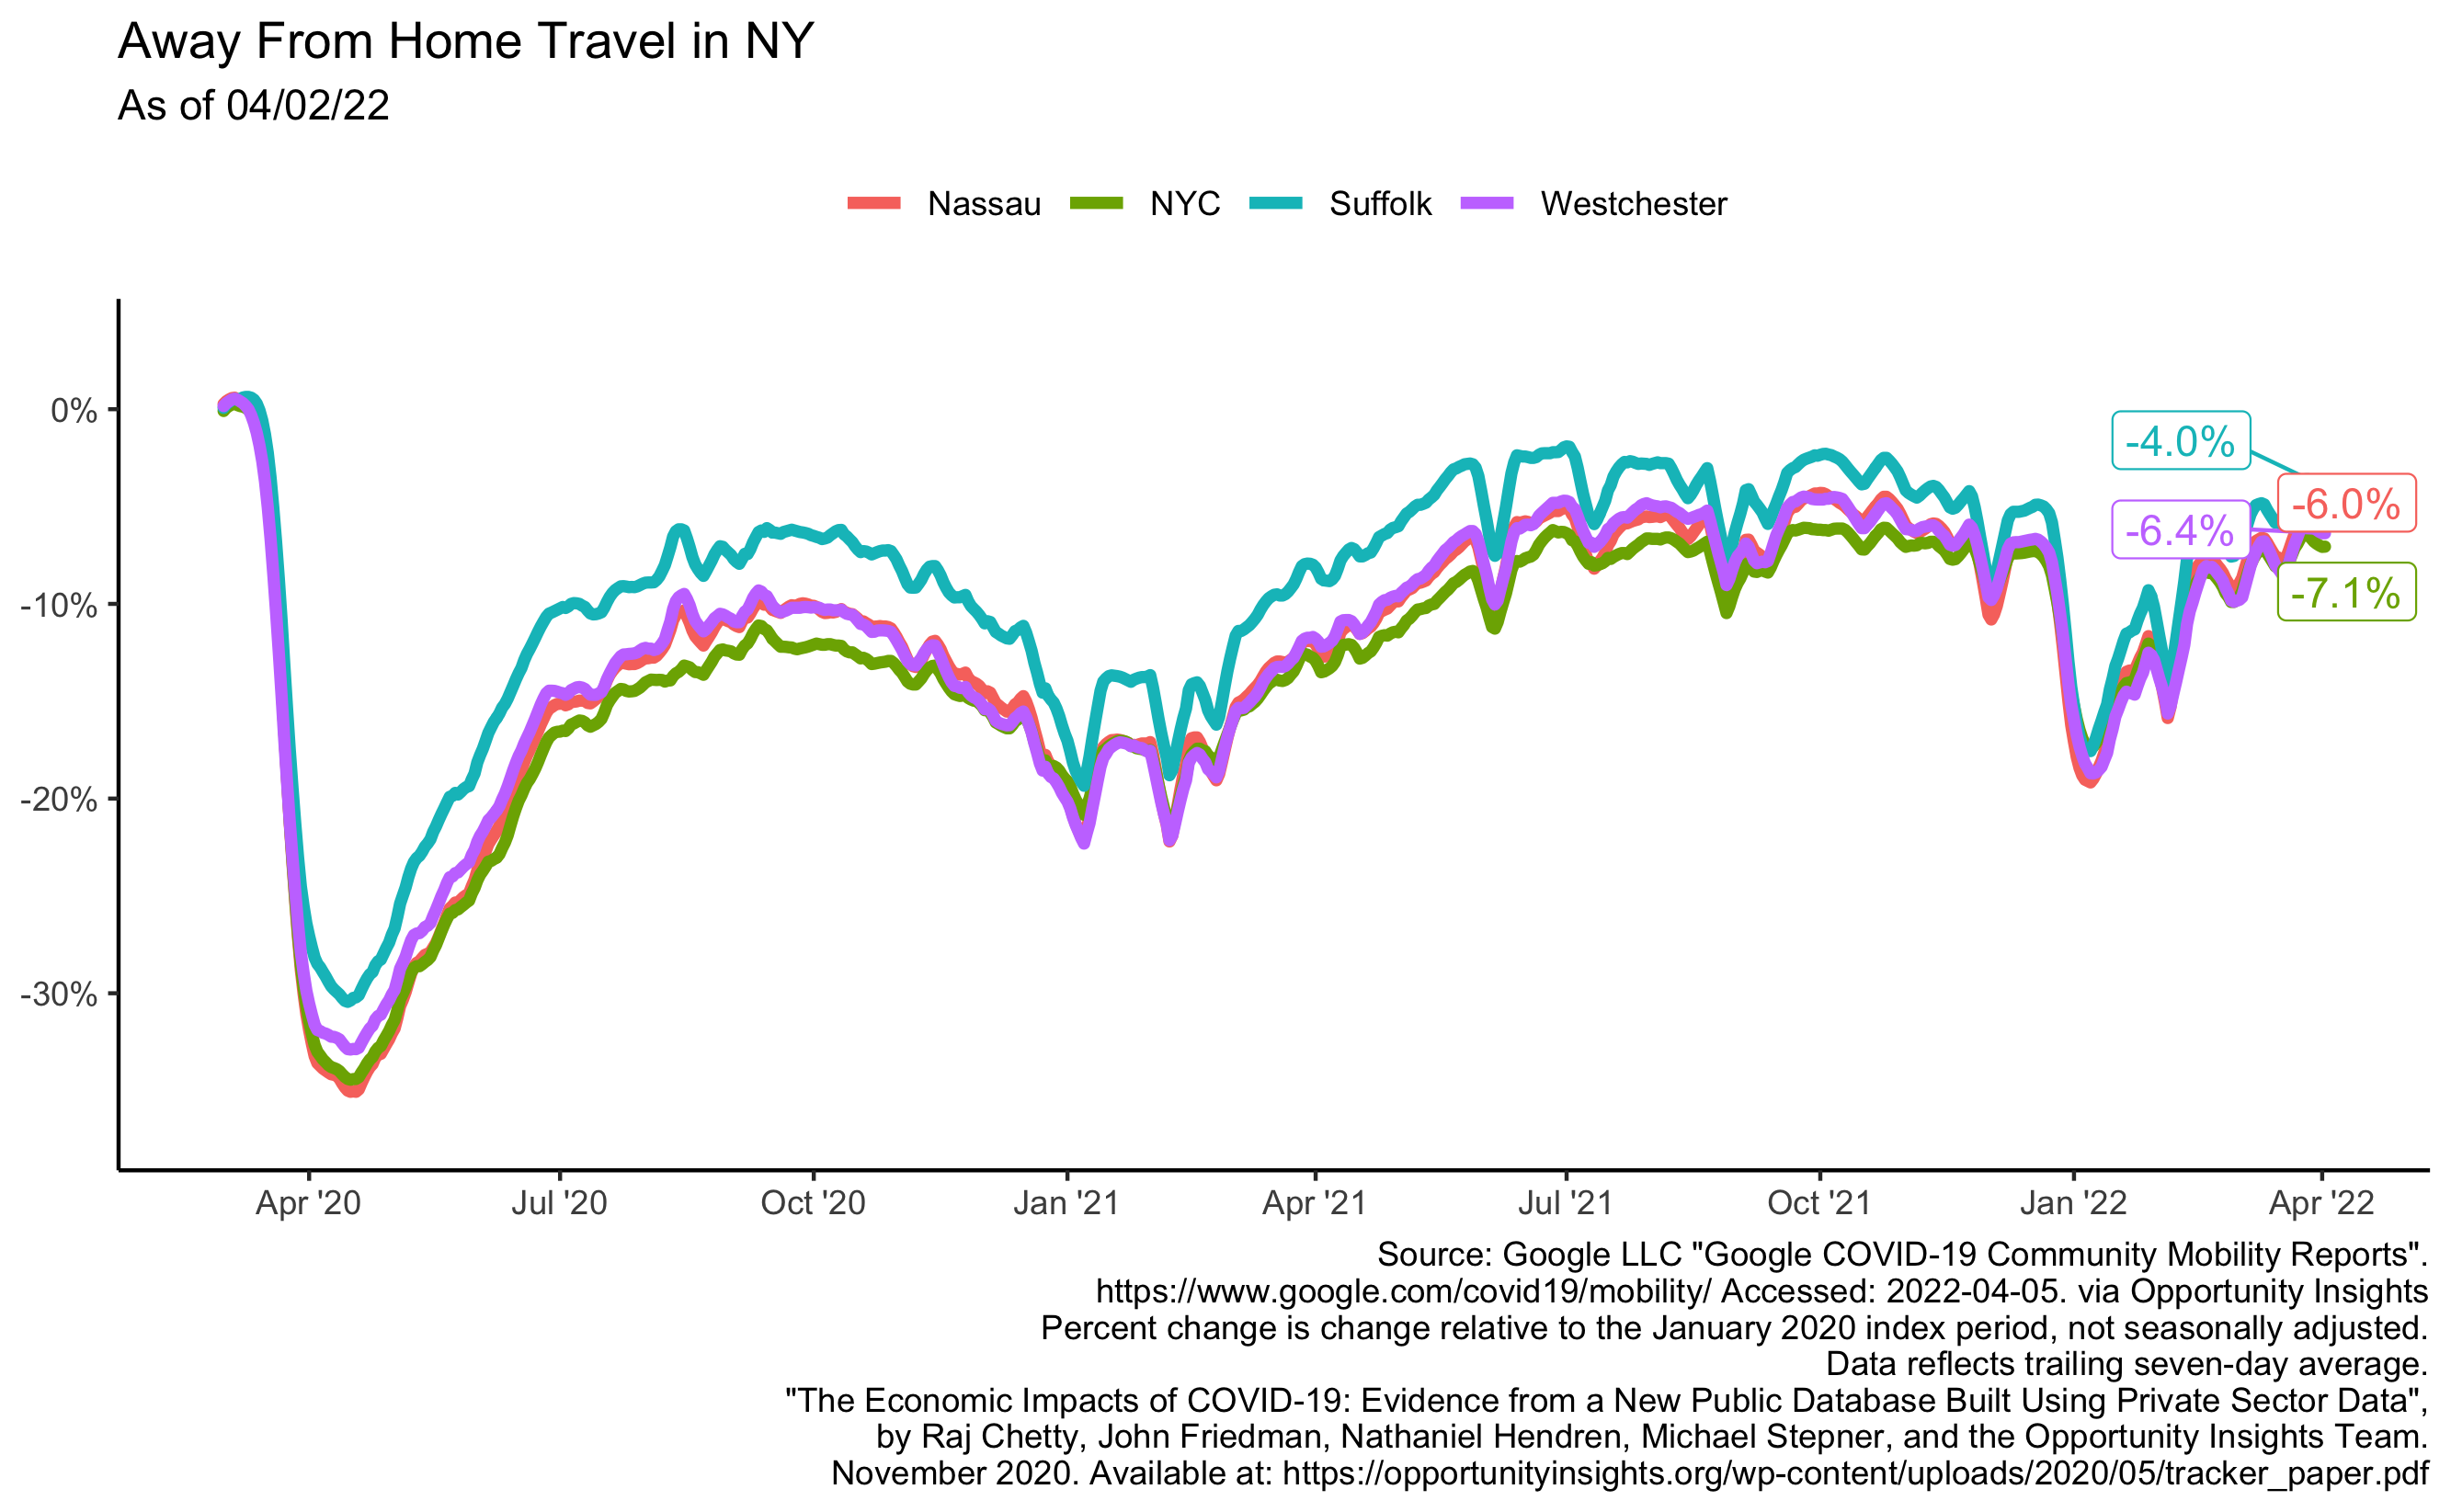 Away From Home Travel in NY
As of 04/02/22
Nassau NYC Suffolk Westchester
0%
-10%
-20%
-30%
-4.0%
-6.0%
-6.4%
-7.1%
Apr '20 Jul '20 Oct '20 Jan '21 Apr '21 Jul '21 Oct '21 Jan '22 Apr '22
Source: Google LLC "Google COVID-19 Community Mobility Reports".
https://www.google.com/covid19/mobility/ Accessed: 2022-04-05. via Opportunity Insights
Percent change is change relative to the January 2020 index period, not seasonally adjusted.
Data reflects trailing seven-day average.
"The Economic Impacts of COVID-19: Evidence from a New Public Database Built Using Private Sector Data",
by Raj Chetty, John Friedman, Nathaniel Hendren, Michael Stepner, and the Opportunity Insights Team.
November 2020. Available at: https://opportunityinsights.org/wp-content/uploads/2020/05/tracker_paper.pdf